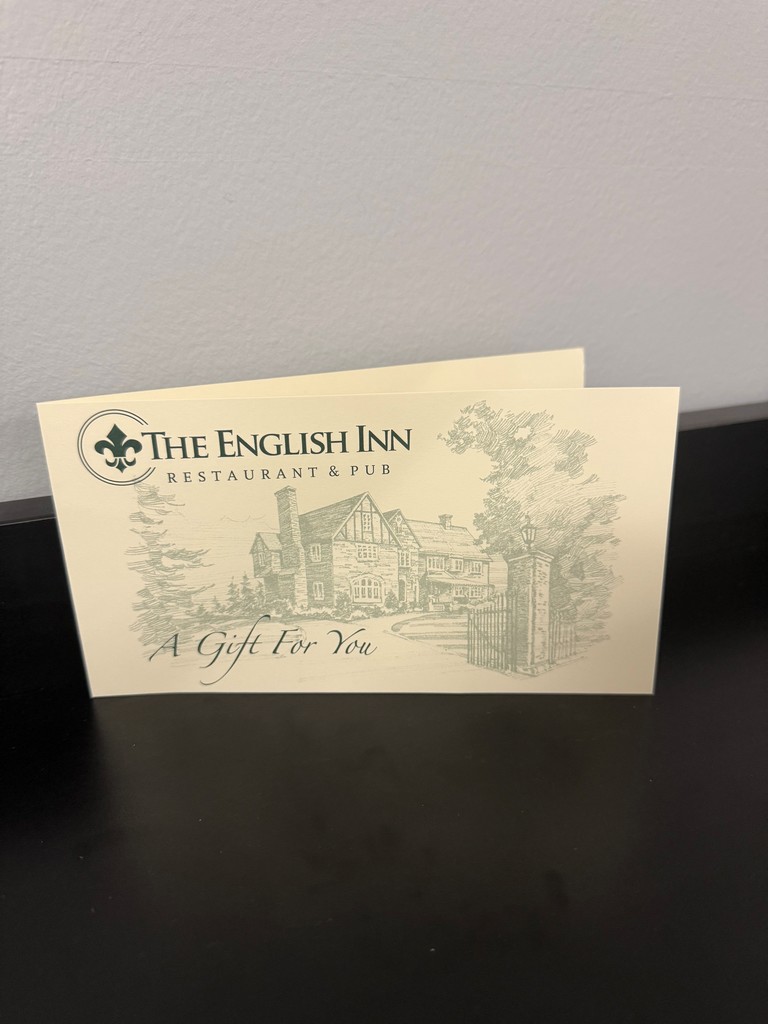 THE ENGLISH INN
RESTAURANT & PUB
A Gift For You